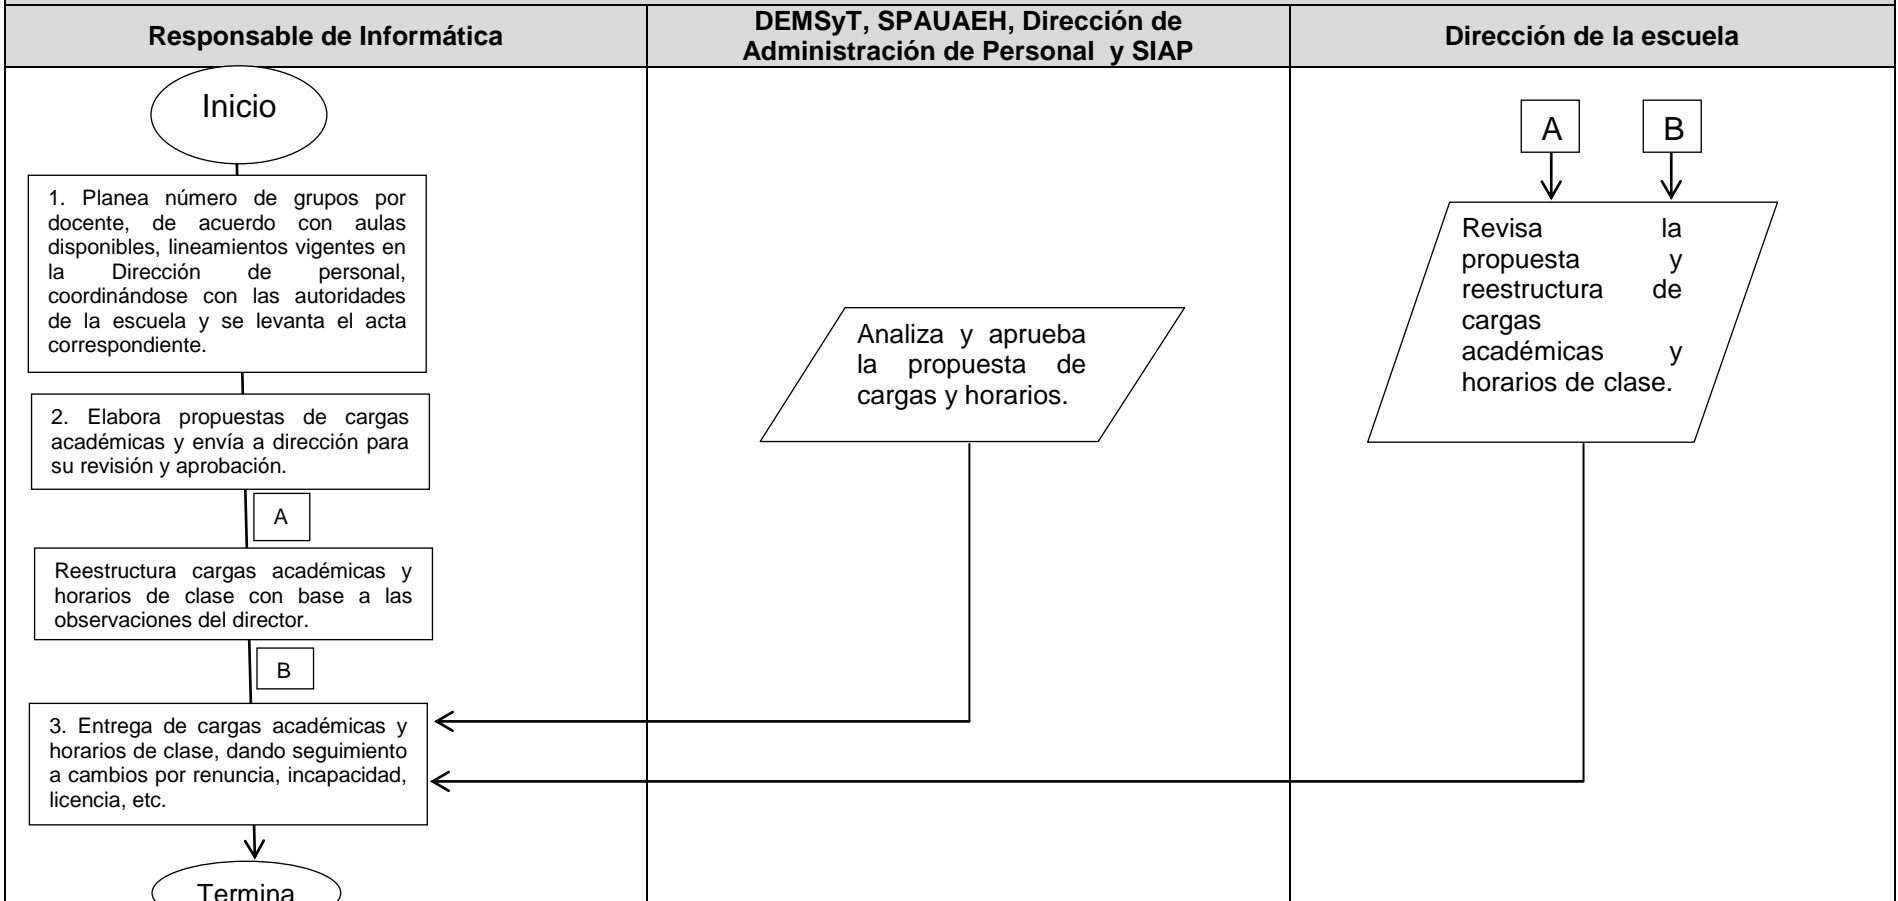 Responsable de Informática
DEMSyT, SPAUAEH, Dirección de
Administración de Personal y SIAP
Dirección de la escuela
Inicio
1. Planea número de grupos por
docente, de acuerdo con aulas
disponibles, lineamientos vigentes en
la Dirección de personal,
coordinándose con las autoridades
de la escuela y se levanta el acta
correspondiente.
2. Elabora propuestas de cargas
académicas y envía a dirección para
su revisión y aprobación.
A
Reestructura cargas académicas y
horarios de clase con base a las
observaciones del director.
B
3. Entrega de cargas académicas y
horarios de clase, dando seguimiento
a cambios por renuncia, incapacidad,
licencia, etc.
Termina
Analiza y aprueba
la propuesta de
cargas y horarios.
A B
Revisa la
propuesta y
reestructura de
cargas
académicas y
horarios de clase.